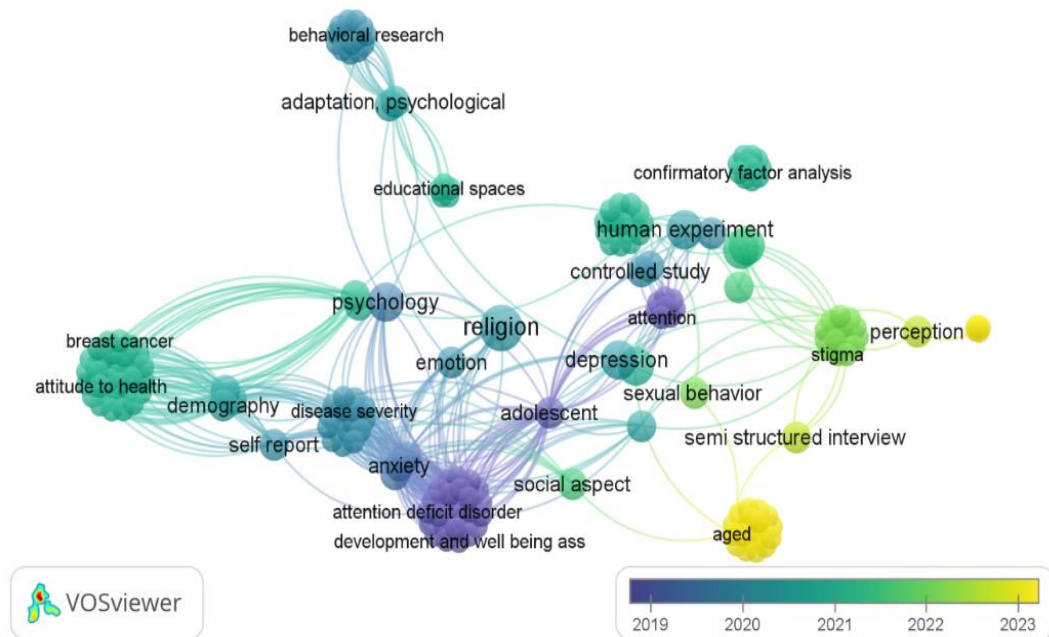 behavioral research
adaptation, psychological
educational spaces
confirmatory factor analysis
human experiment
controlled study
psychology
attention
religion
breast cancer
perception
stigma
emotion
depression
attitude to health
sexual behavior
demography
disease severity
adolescent
self report
semi structured interview
anxiety
social aspect
attention deficit disorder
aged
development and well being ass
VOSviewer
2019 2020 2021 2022 2023